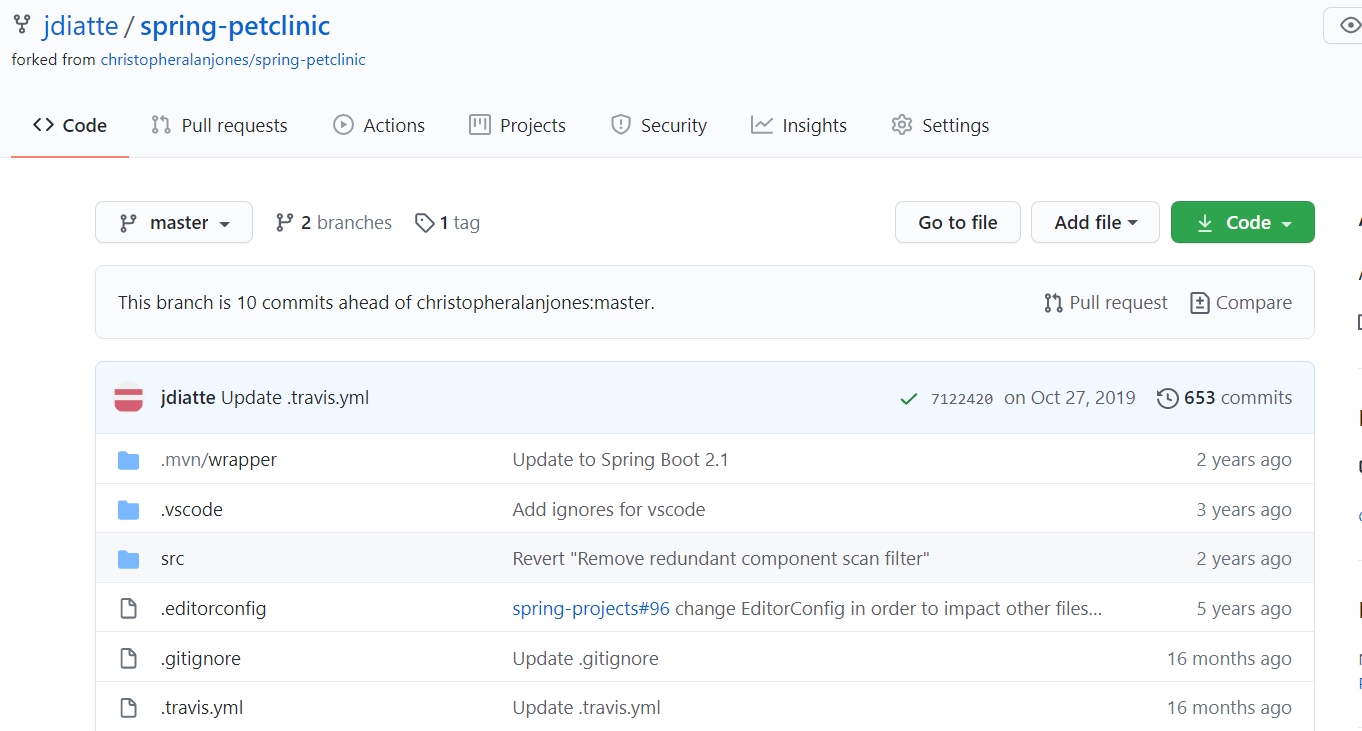 jdiatte / spring-petclinic
forked from christopheralanjones/spring-petclinic
Code Pull requests Actions Projects Security Insights Settings
master 2 branches 1 tag Go to file Add file Code
This branch is 10 commits ahead of christopheralanjones:master. Pull request Compare
jdiatte Update .travis.yml 7122420 on Oct 27, 2019 653 commits
.mvn/wrapper Update to Spring Boot 2.1 2 years ago
.vscode Add ignores for vscode 3 years ago
src Revert "Remove redundant component scan filter" 2 years ago
.editorconfig spring-projects#96 change EditorConfig in order to impact other files... 5 years ago
.gitignore Update .gitignore 16 months ago
.travis.yml Update .travis.yml 16 months ago